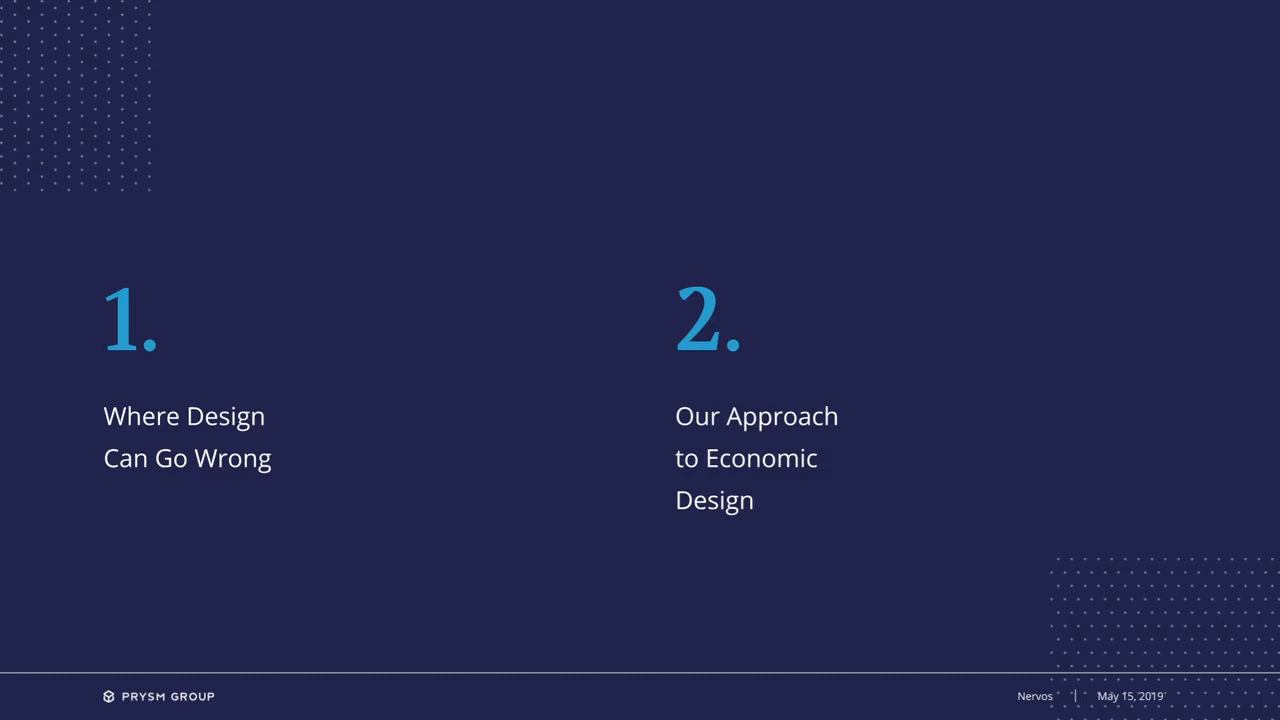 1.
Where Design
Can Go Wrong
2.
Our Approach
to Economic
Design
PRYSM GROUP
Nervos | May 15, 2019